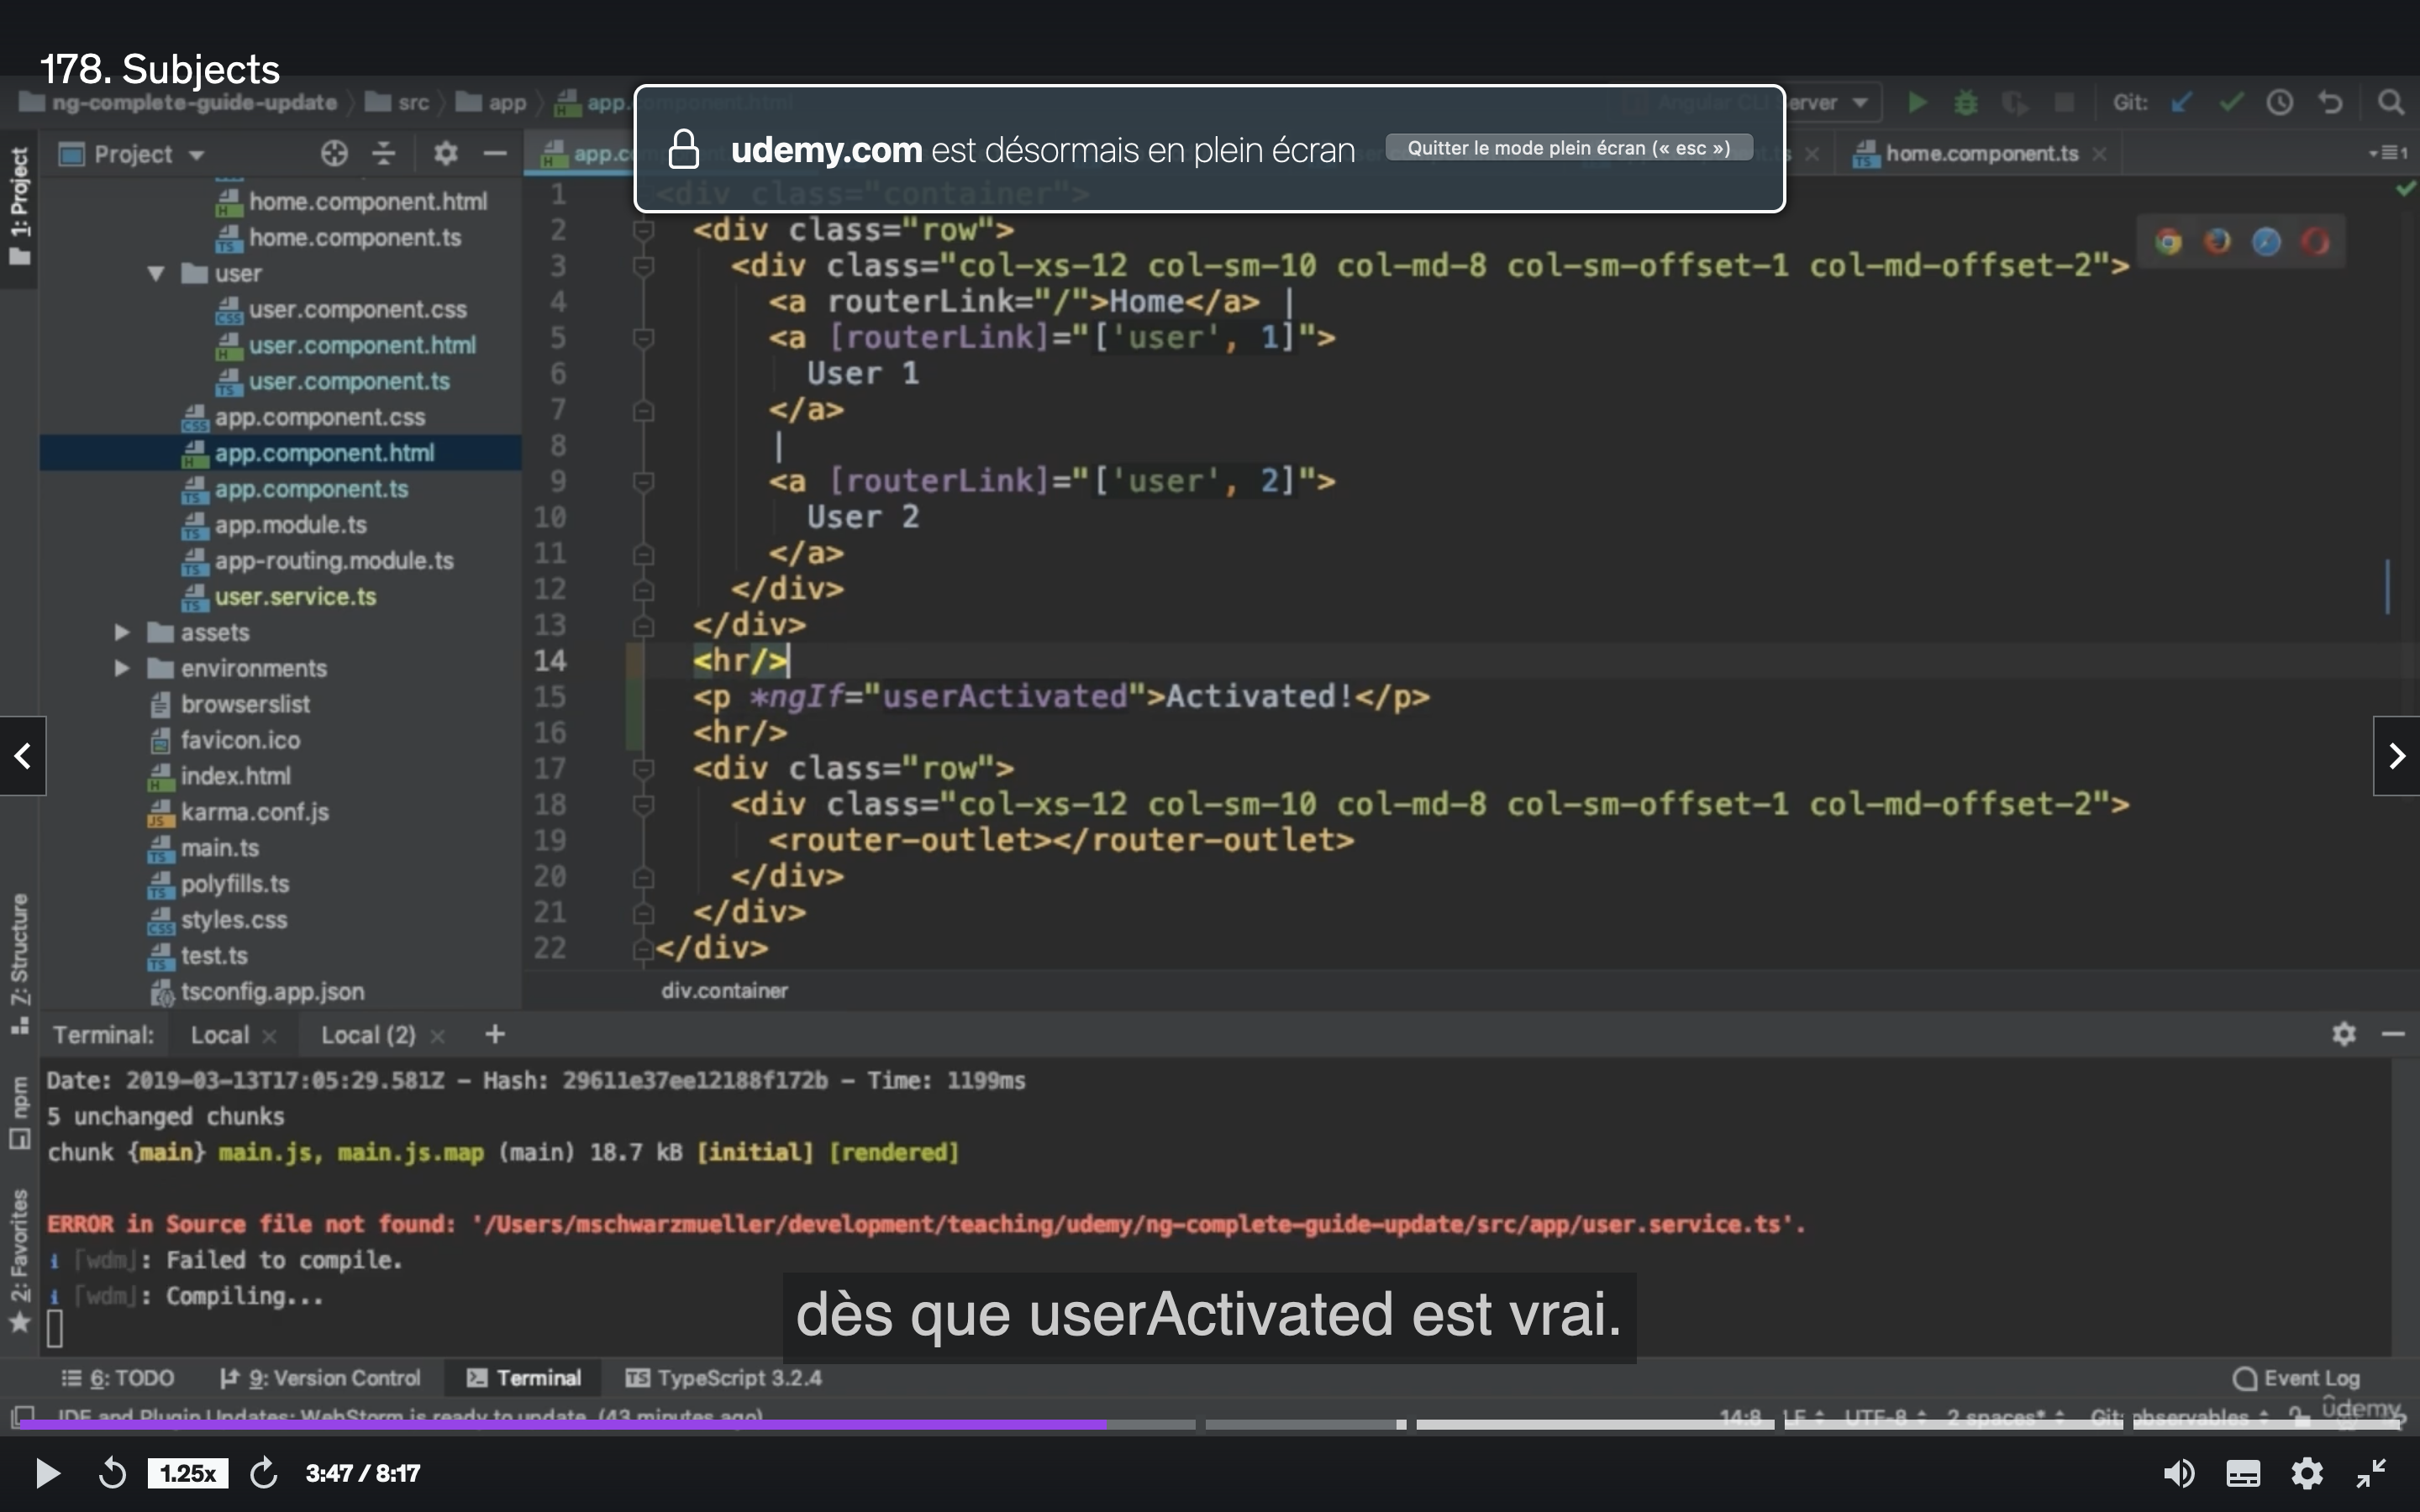 178. Subjects
ng-complete-guide-update
src
app
app.component.html
Angular CLI Server
Git:
udemy.com est désormais en plein écran
Quitter le mode plein écran (« esc »)
1: Project
Project
home.component.ts
1
home.component.html
home.component.ts
user
user.component.css
user.component.html
user.component.ts
app.component.css
app.component.html
app.component.ts
app.module.ts
app-routing.module.ts
user.service.ts
assets
environments
browserslist
favicon.ico
index.html
karma.conf.js
main.ts
polyfills.ts
styles.css
test.ts
tsconfig.app.json
1 <div class="container">
2 <div class="row">
3 <div class="col-xs-12 col-sm-10 col-md-8 col-sm-offset-1 col-md-offset-2">
4 <a routerLink="/">Home</a> |
5 <a [routerLink]="['user', 1]">
6 User 1
7 </a>
8 |
9 <a [routerLink]="['user', 2]">
10 User 2
11 </a>
12 </div>
13 </div>
14 <hr/>
15 <p *ngIf="userActivated">Activated!</p>
16 <hr/>
17 <div class="row">
18 <div class="col-xs-12 col-sm-10 col-md-8 col-sm-offset-1 col-md-offset-2">
19 <router-outlet></router-outlet>
20 </div>
21 </div>
22 </div>
div.container
Z: Structure
npm
2: Favorites
Terminal: Local Local (2) +
Date: 2019-03-13T17:05:29.581Z - Hash: 29611e37ee12188f172b - Time: 1199ms
5 unchanged chunks
chunk {main} main.js, main.js.map (main) 18.7 kB [initial] [rendered]
ERROR in Source file not found: '/Users/mschwarzmueller/development/teaching/udemy/ng-complete-guide-update/src/app/user.service.ts'.
i ｢wdm｣: Failed to compile.
i ｢wdm｣: Compiling...
dès que userActivated est vrai.
6: TODO 9: Version Control Terminal TypeScript 3.2.4 Event Log
IDE and Plugin Updates: WebStorm is ready to update. (43 minutes ago) 14:8 LF UTF-8 2 spaces* Git: observables
udemy
1.25x 3:47 / 8:17